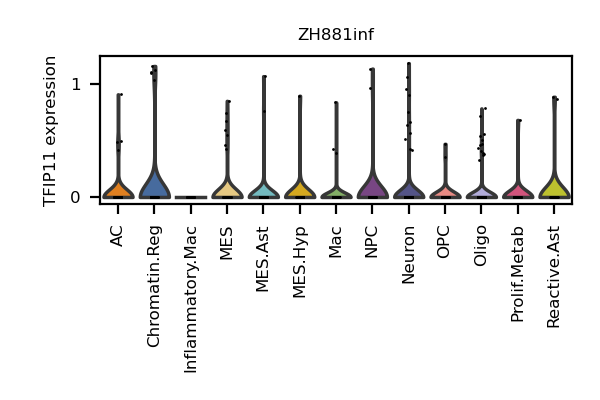 ZH881inf
TFIP11 expression
1
0
AC
Chromatin.Reg
Inflammatory.Mac
MES
MES.Ast
MES.Hyp
Mac
NPC
Neuron
OPC
Oligo
Prolif.Metab
Reactive.Ast